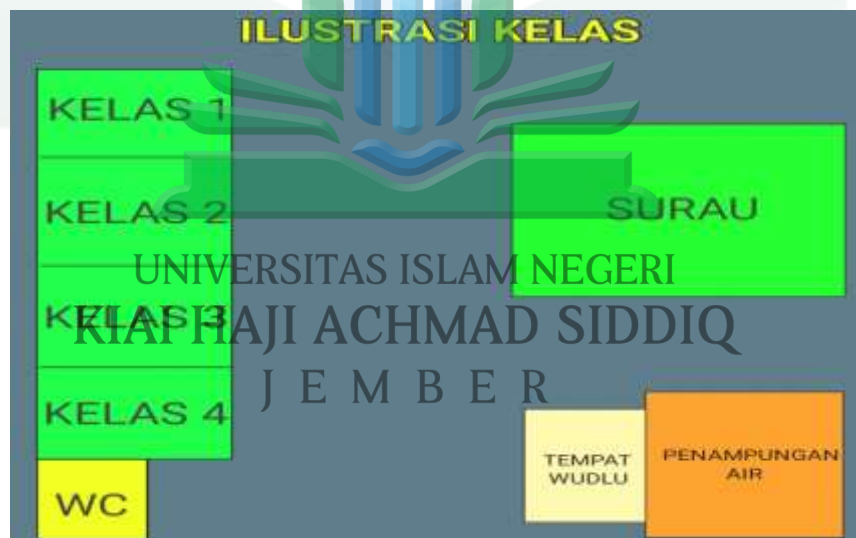 ILUSTRASI KELAS
KELAS 1
KELAS 2
KELAS 3
KELAS 4
WC
SURAU
TEMPAT
WUDLU
PENAMPUNGAN
AIR
UNIVERSITAS ISLAM NEGERI
KIAI HAJI ACHMAD SIDDIQ
JEMBER